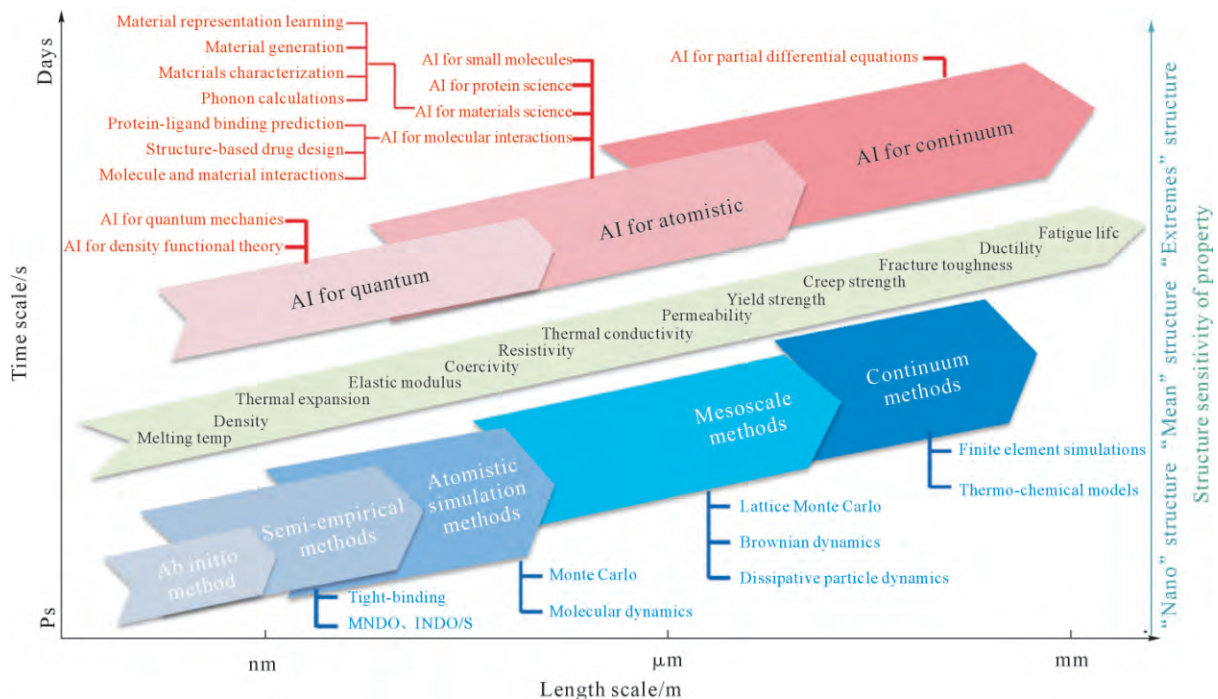 Days
Time scale/s
Ps
Material representation learning
Material generation
Matcrials characterization
Phonon calculations
Protein-ligand binding prediction
Structure-based drug design
Molecule and material interactions
AI for small molecules
AI for protein science
AI for materials science
AI for molecular interactions
AI for partial differential equations
AI for quantum mechanies
AI for density functional theory
AI for quantum
AI for atomistic
AI for continuum
Melting temp
Density
Thermal expansion
Elastic modulus
Coercivity
Resistivity
Thermal conductivity
Permeability
Yield strength
Creep strength
Fracture toughness
Ductility
Fatigue lifc
Ab initio
method
Semi-empirical
methods
Atomistic
simulation
methods
Mesoscale
methods
Continuum
methods
Tight-binding
MNDO、INDO/S
Monte Carlo
Molecular dynamics
Lattice Monte Carlo
Brownian dynamics
Dissipative particle dynamics
Finite element simulations
Thermo-chemical models
nm
μm
mm
Length scale/m
“Nano” structure “Mean” structure “Extremes” structure
Structure sensitivity of property